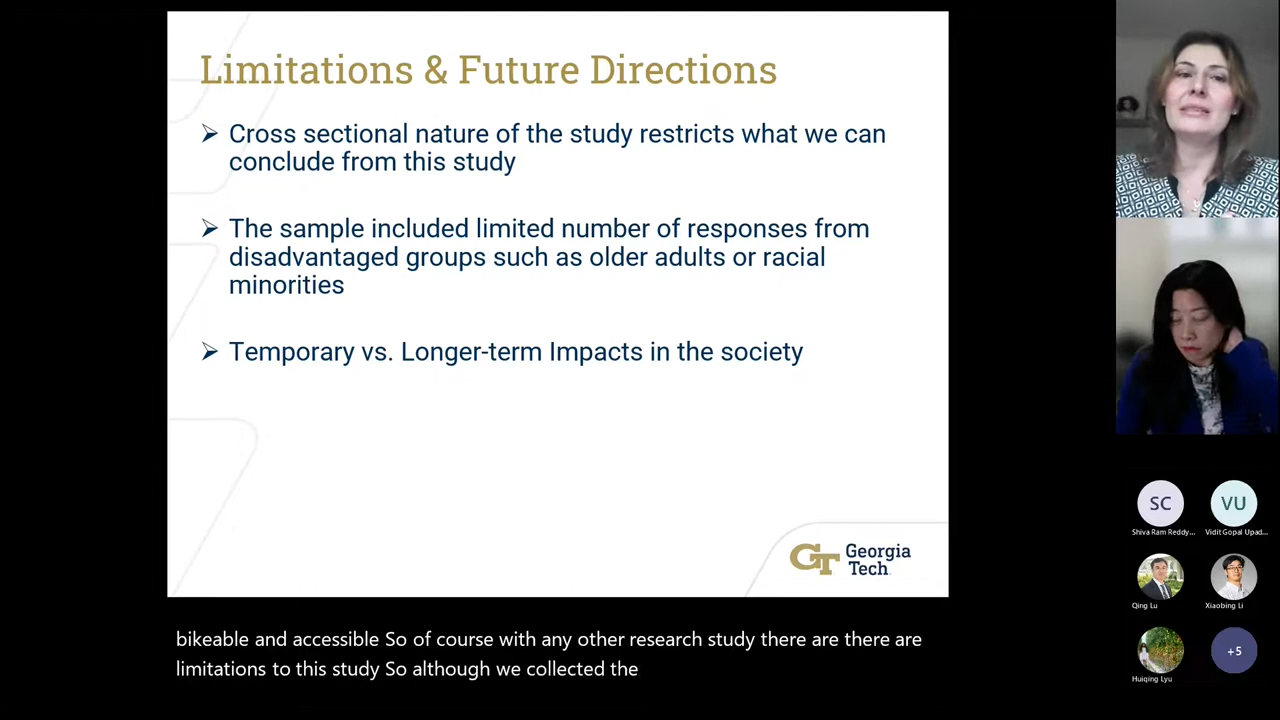 Limitations & Future Directions
➢ Cross sectional nature of the study restricts what we can
conclude from this study
➢ The sample included limited number of responses from
disadvantaged groups such as older adults or racial
minorities
➢ Temporary vs. Longer-term Impacts in the society
GT Georgia
Tech
bikeable and accessible So of course with any other research study there are there are
limitations to this study So although we collected the
SC
VU
Shiva Ram Reddy...
Vidit Gopal Upad...
Qing Lu
Xiaobing Li
Huiqing Lyu
+5